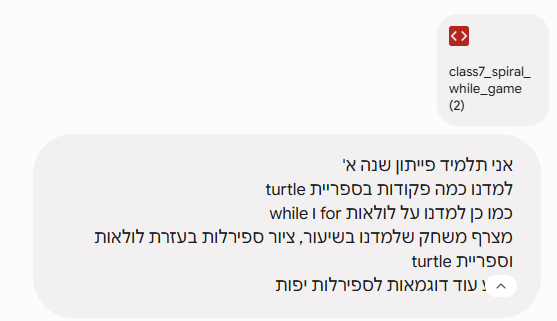 class7_spiral_
while_game
(2)
אני תלמיד פייתון שנה א'
למדנו כמה פקודות בספריית turtle
כמו כן למדנו על לולאות for ו while
מצרף משחק שלמדנו בשיעור, ציור ספירלות בעזרת לולאות
וספריית turtle
עוד דוגמאות לספירלות יפות